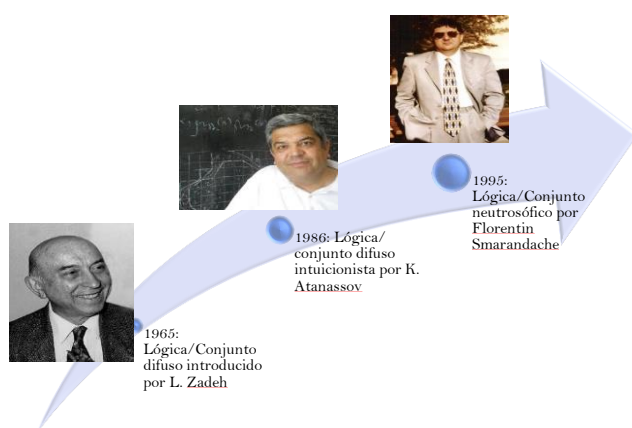 1965:
Lógica/Conjunto
difuso introducido
por L. Zadeh
1986: Lógica/
conjunto difuso
intuicionista por K.
Atanassov
1995:
Lógica/Conjunto
neutrosófico por
Florentin
Smarandache